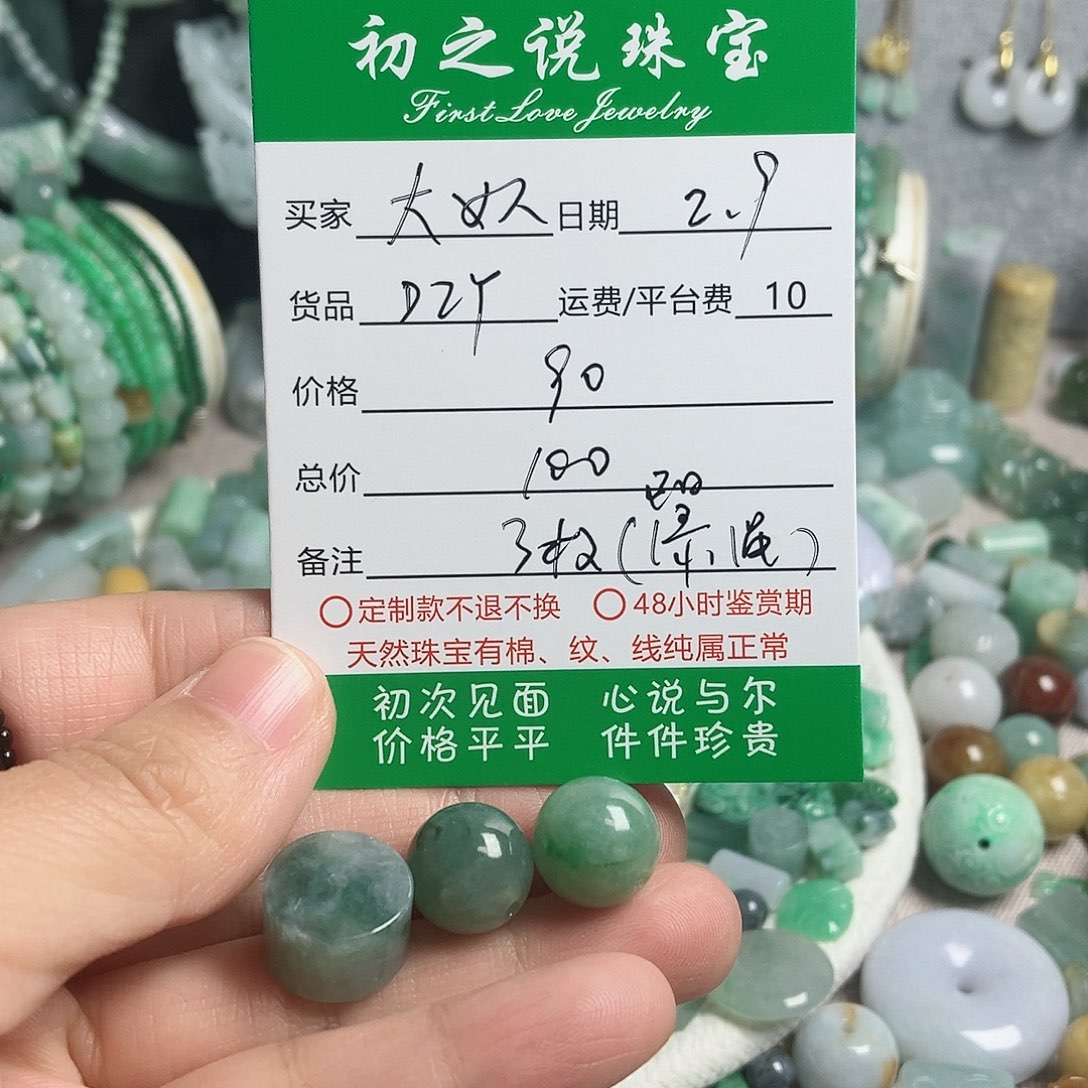 初之说珠宝
First Love Jewelry
买家 大 日期 2.9
货品 DZY 运费/平台费 10
价格 90
总价 100
备注 3枚(
定制款不退不换 48小时鉴赏期
天然珠宝有棉、纹、线纯属正常
初次见面 心说与尔
价格平平 件件珍贵